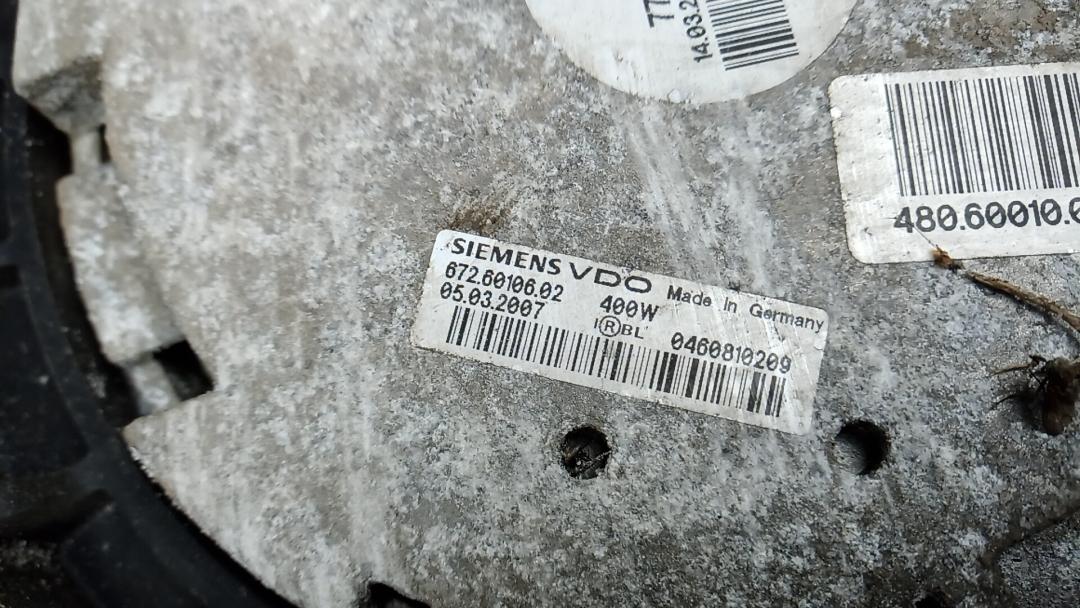 14.03.2
480.60010.0
SIEMENS VDO Made In Germany
672.60106.02 400W
05.03.2007 ®BL
0460810209